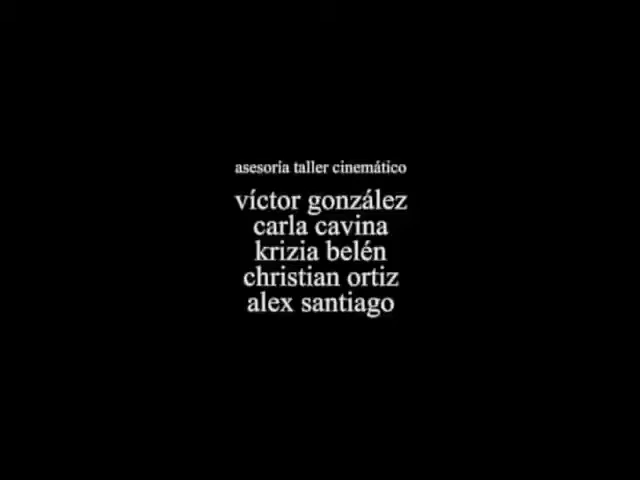 asesoría taller cinemático
víctor gonzález
carla cavina
krizia belén
christian ortiz
alex santiago